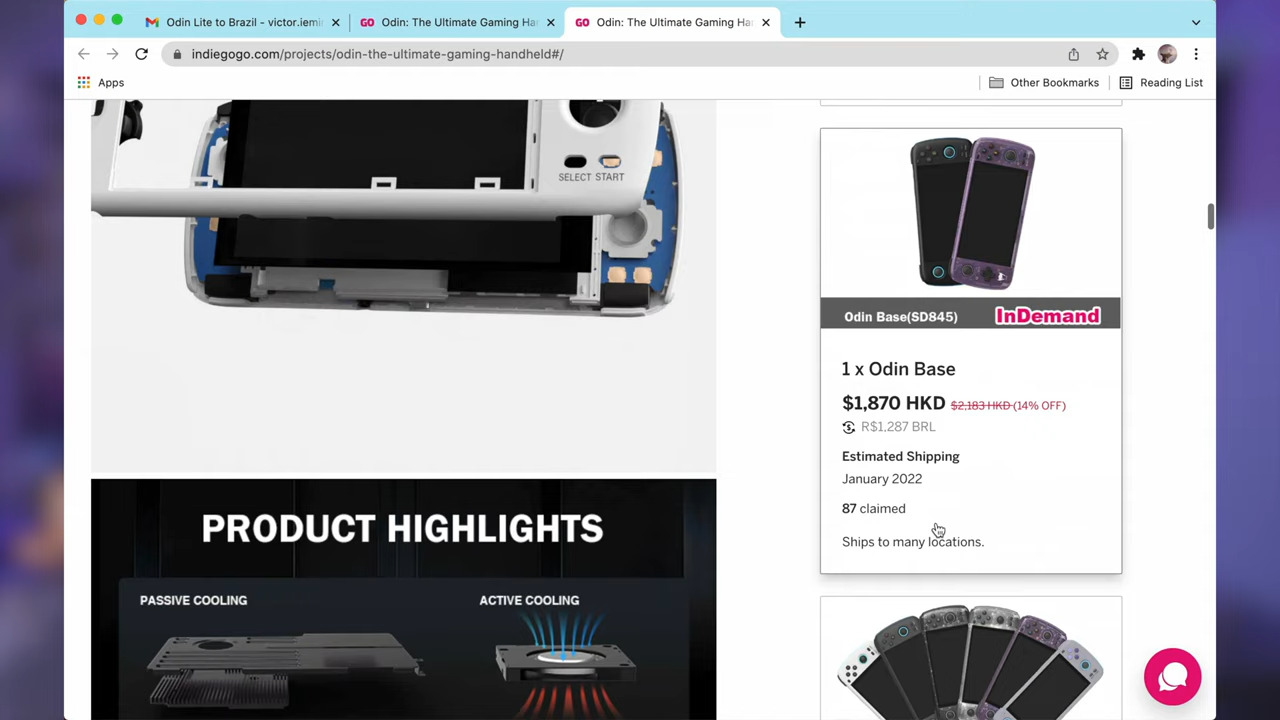 Odin Lite to Brazil - victor.iemin
GO Odin: The Ultimate Gaming Han
GO Odin: The Ultimate Gaming Han
indiegogo.com/projects/odin-the-ultimate-gaming-handheld#/
Apps
Other Bookmarks
Reading List
SELECT START
Odin Base(SD845)
InDemand
1 x Odin Base
$1,870 HKD $2,183 HKD (14% OFF)
R$1,287 BRL
Estimated Shipping
January 2022
87 claimed
Ships to many locations.
PRODUCT HIGHLIGHTS
PASSIVE COOLING
ACTIVE COOLING